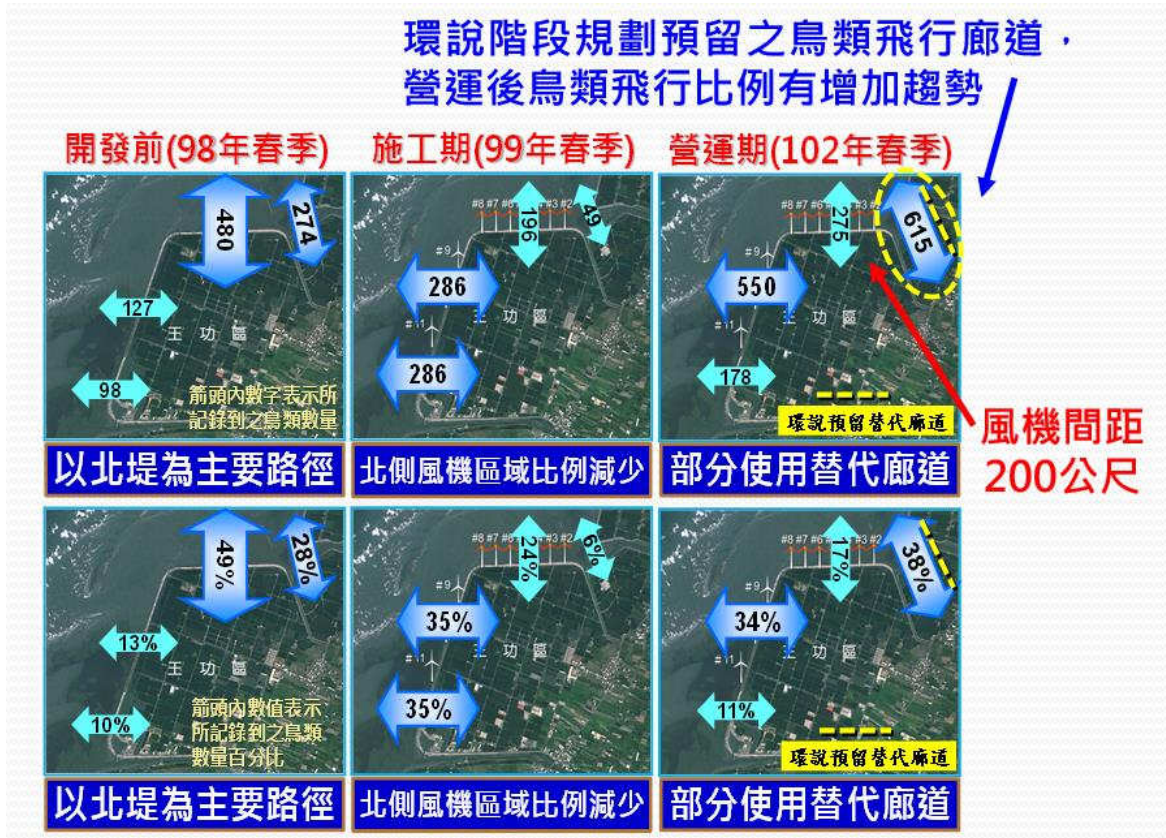 環說階段規劃預留之鳥類飛行廊道，
營運後鳥類飛行比例有增加趨勢
開發前(98年春季)
施工期(99年春季)
營運期(102年春季)
480
274
127
98
王功區
箭頭內數字表示所
記錄到之鳥類數量
#8 #7 #6 #3 #2
196
49
#9
286
#11
功區
286
#8 #7 #6 #3 #2
275
615
#9
550
功區
178
環說預留替代廊道
風機間距
200公尺
以北堤為主要路徑
北側風機區域比例減少
部分使用替代廊道
49%
28%
13%
王功區
10%
箭頭內數值表示
所記錄到之鳥類
數量百分比
#8 #7 #6 #3 #2
24%
6%
#9
35%
#11
功區
35%
#8 #7 #6 #3 #2
17%
38%
#9
34%
功區
11%
環說預留替代廊道
以北堤為主要路徑
北側風機區域比例減少
部分使用替代廊道